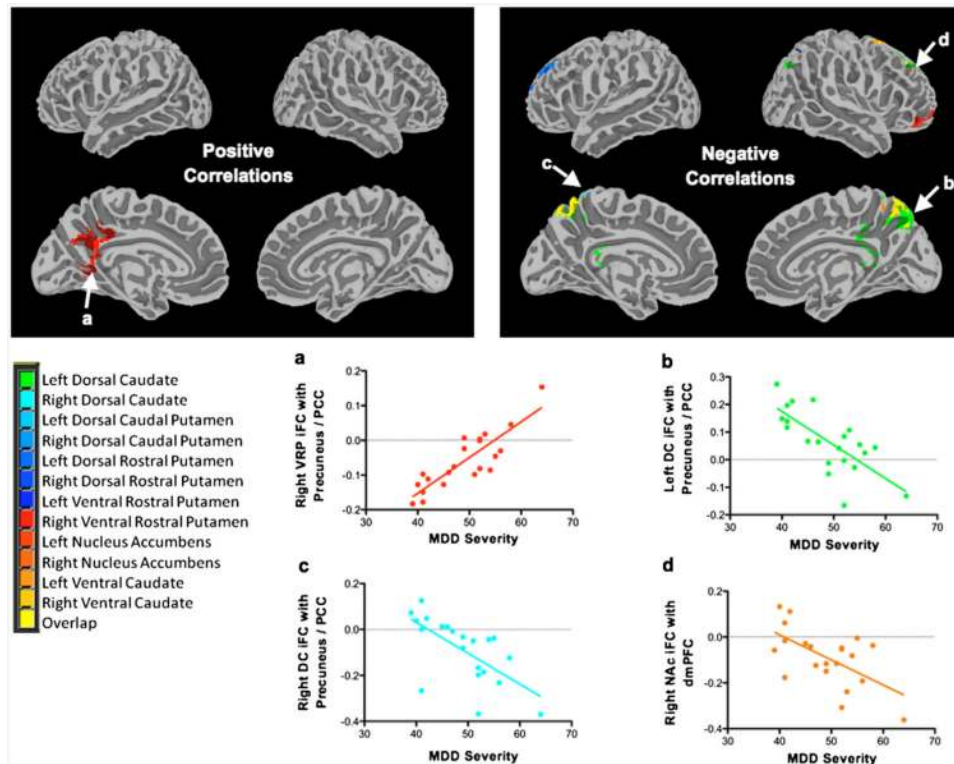 d
Positive
Correlations
c
Negative
Correlations
b
a
Left Dorsal Caudate
Right Dorsal Caudate
Left Dorsal Caudal Putamen
Right Dorsal Caudal Putamen
Left Dorsal Rostral Putamen
Right Dorsal Rostral Putamen
Left Ventral Rostral Putamen
Right Ventral Rostral Putamen
Left Nucleus Accumbens
Right Nucleus Accumbens
Left Ventral Caudate
Right Ventral Caudate
Overlap
a
Right VRP iFC with
Precuneus / PCC
0.2
0.1
0.0
-0.1
-0.2
30 40 50 60 70
MDD Severity
b
Left DC iFC with
Precuneus / PCC
0.3
0.2
0.1
0.0
-0.1
-0.2
30 40 50 60 70
MDD Severity
c
Right DC iFC with
Precuneus / PCC
0.2
0.0
-0.2
-0.4
30 40 50 60 70
MDD Severity
d
Right NAc iFC with
dmPFC
0.2
0.0
-0.2
-0.4
30 40 50 60 70
MDD Severity